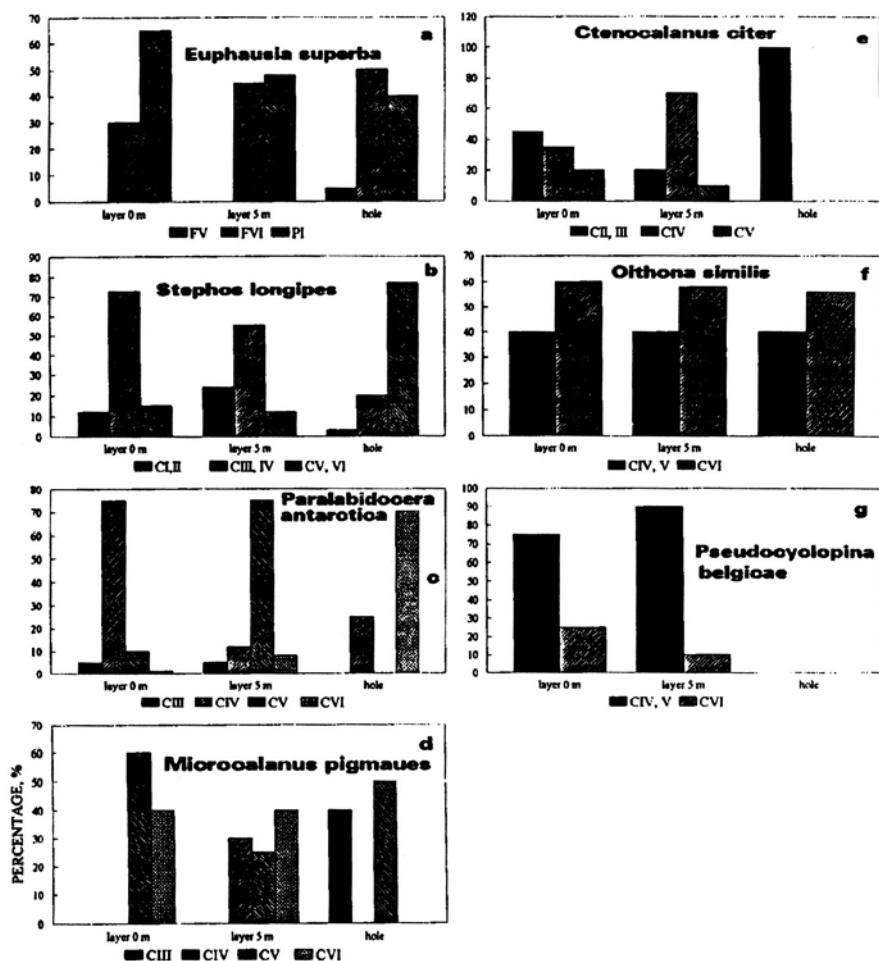 a
Euphausia superba
70
60
50
40
30
20
10
0
layer 0 m layer 5 m hole
FV FVI PI
b
Stephos longipes
90
80
70
60
50
40
30
20
10
0
layer 0 m layer 5 m hole
CI,II CIII, IV CV, VI
Paralabidocera
antarotica
c
80
70
60
50
40
30
20
10
0
layer 0 m layer 5 m hole
CIII CIV CV CVI
d
Microcalanus pigmaues
PERCENTAGE, %
70
60
50
40
30
20
10
0
layer 0 m layer 5 m hole
CIII CIV CV CVI
Ctenocalanus citer
e
120
100
80
60
40
20
0
layer 0 m layer 5 m hole
CII, III CIV CV
f
Olthona similis
70
60
50
40
30
20
10
0
layer 0 m layer 5 m hole
CIV, V CVI
g
Pseudocyolopina
belgicae
100
90
80
70
60
50
40
30
20
10
0
layer 0 m layer 5 m hole
CIV, V CVI